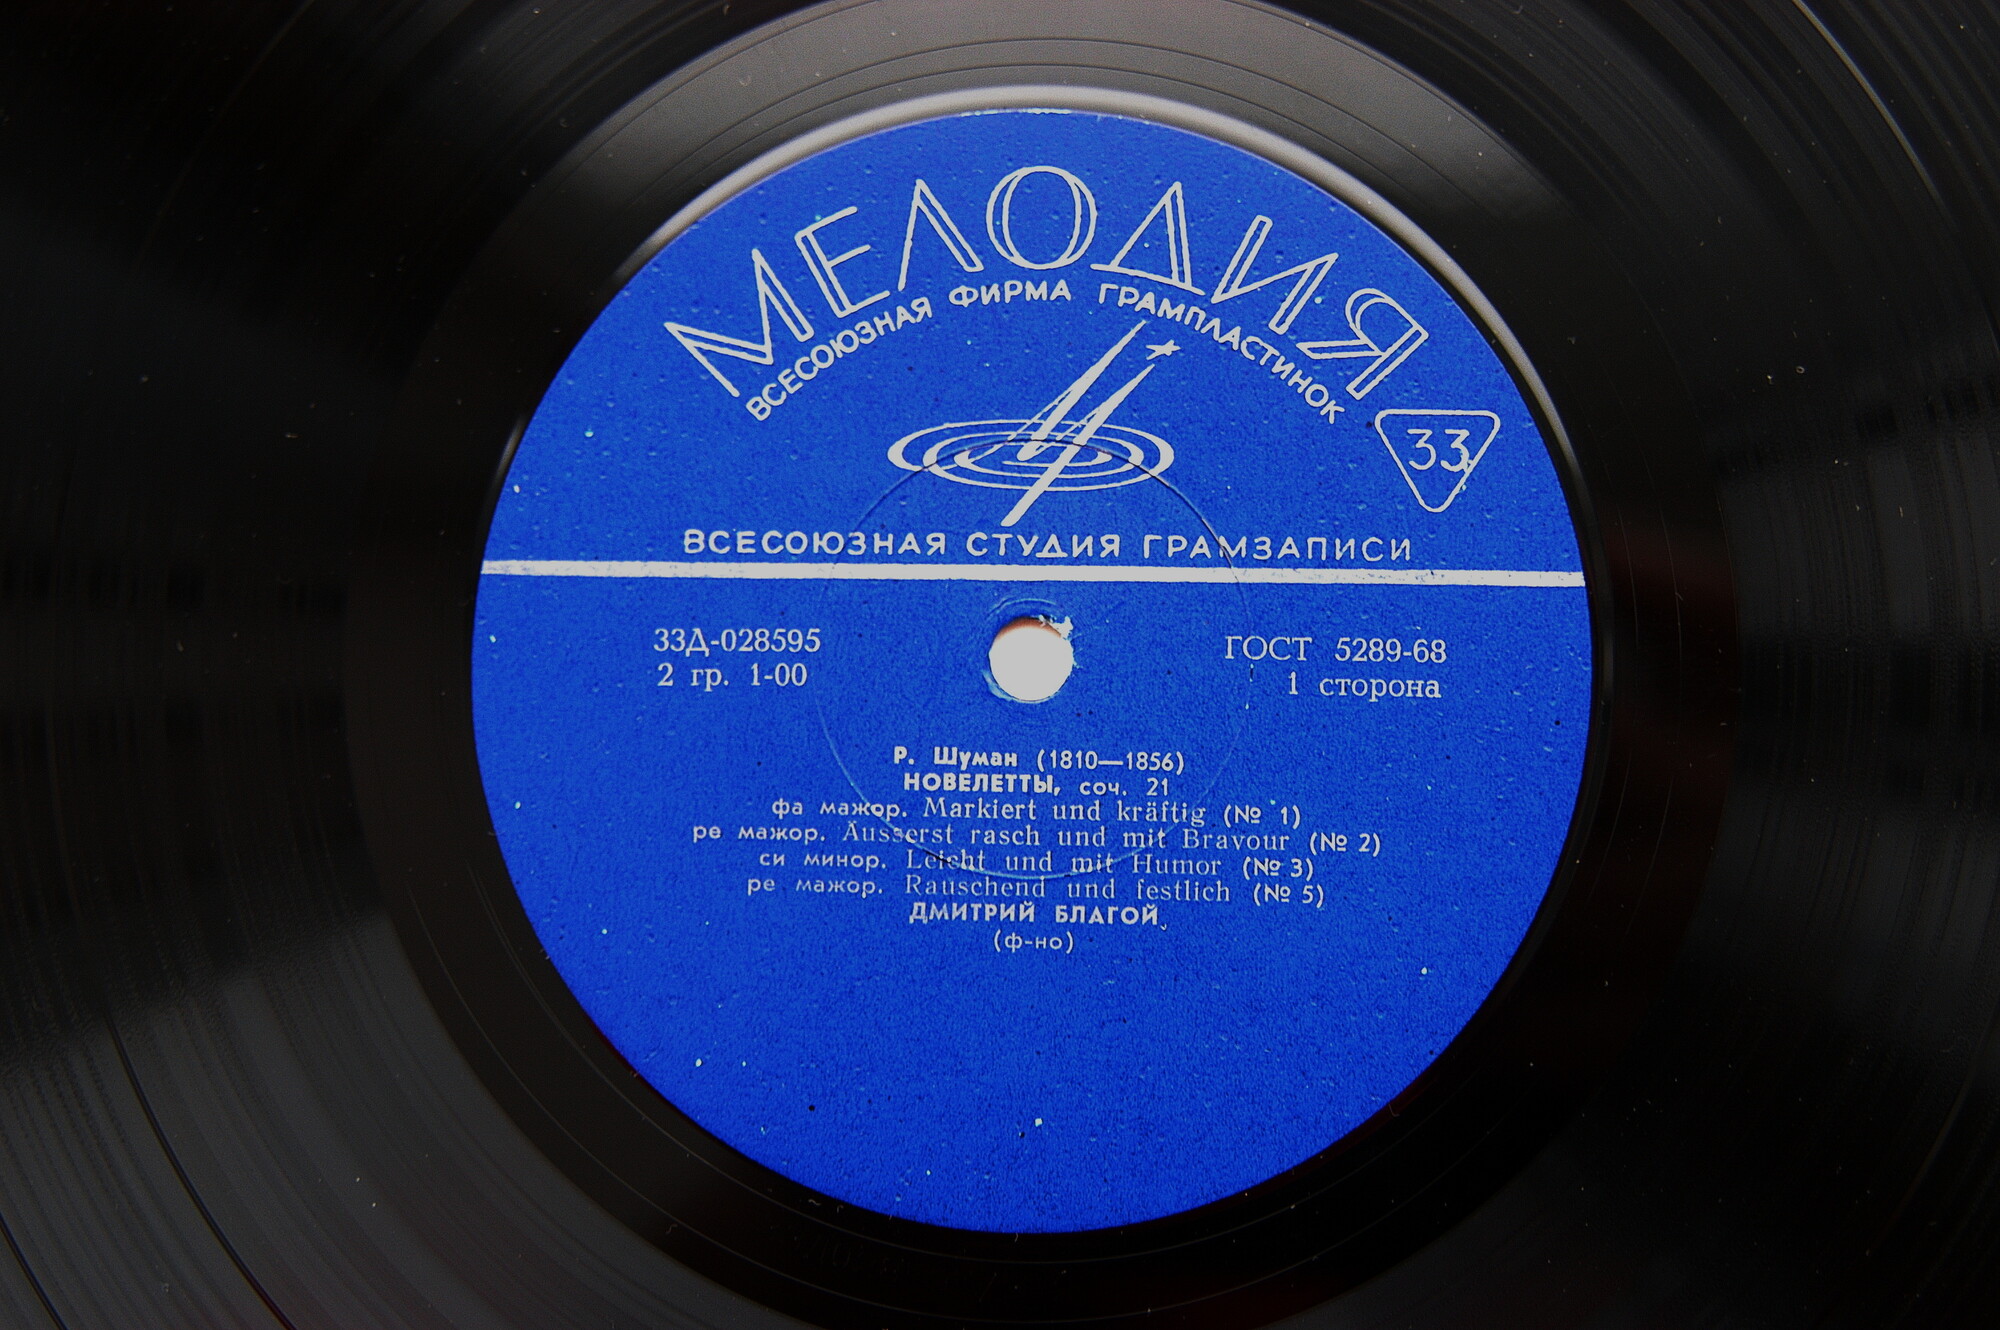 МЕЛОДИЯ
ВСЕСОЮЗНАЯ ФИРМА ГРАМПЛАСТИНОК
33
ВСЕСОЮЗНАЯ СТУДИЯ ГРАМЗАПИСИ
33Д-028595
2 гр. 1-00
ГОСТ 5289-68
1 сторона
Р. Шуман (1810—1856)
НОВЕЛЕТТЫ, соч. 21
фа мажор. Markiert und kräftig (№ 1)
ре мажор. Äusserst rasch und mit Bravour (№ 2)
си минор. Leicht und mit Humor (№ 3)
ре мажор. Rauschend und festlich (№ 5)
ДМИТРИЙ БЛАГОЙ
(ф-но)